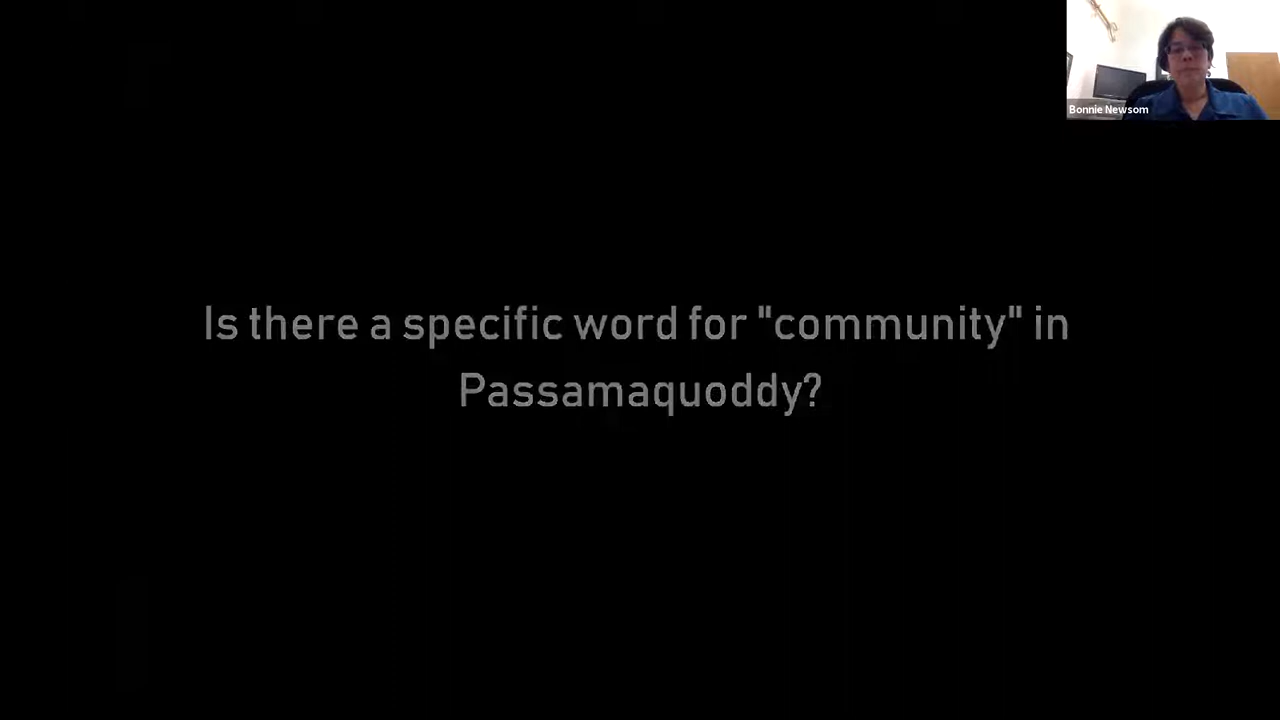 Bonnie Newsom
Is there a specific word for "community" in
Passamaquoddy?